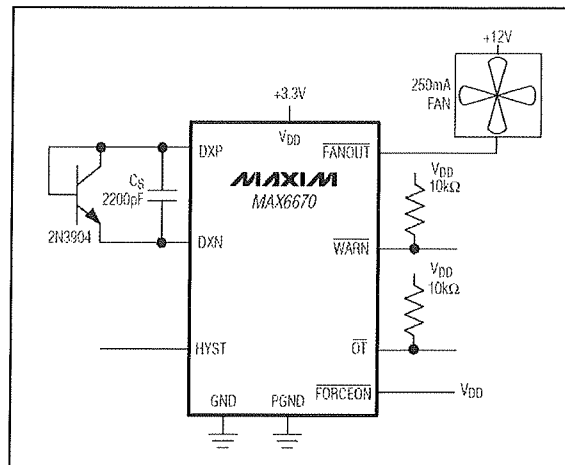 +12V
250mA
FAN
+3.3V
VDD
DXP
FANOUT
MAXIM
MAX6670
CS
2200pF
VDD
10kΩ
2N3904
DXN
WARN
VDD
10kΩ
HYST
OT
FORCEON
VDD
GND
PGND